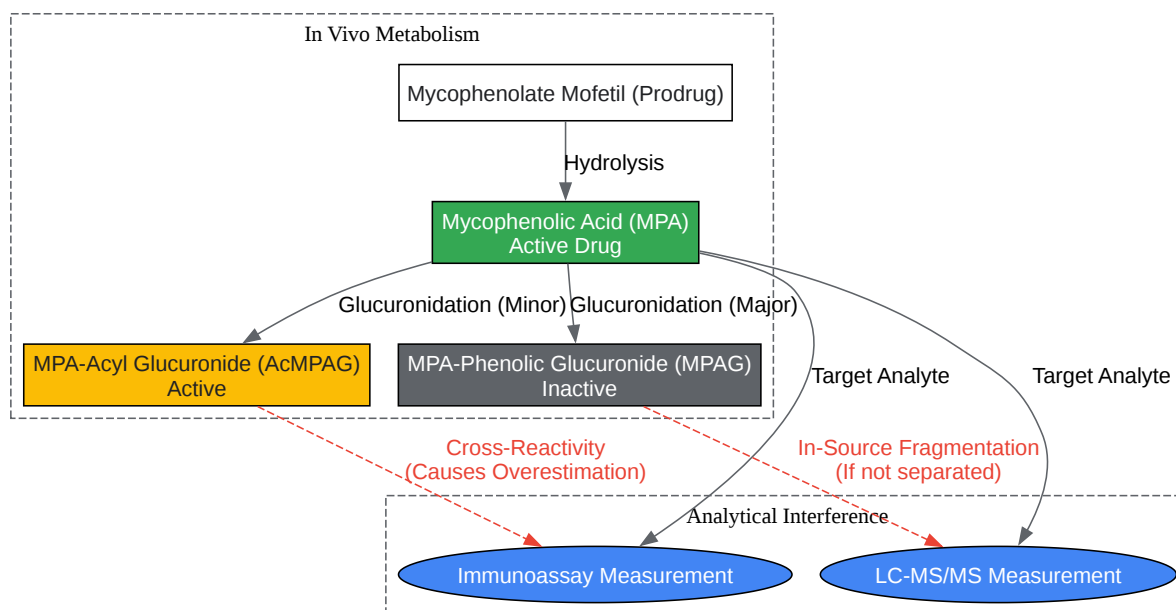 In Vivo Metabolism
Mycophenolate Mofetil (Prodrug)
Hydrolysis
Mycophenolic Acid (MPA)
Active Drug
Glucuronidation (Minor)
Glucuronidation (Major)
MPA-Acyl Glucuronide (AcMPAG)
Active
MPA-Phenolic Glucuronide (MPAG)
Inactive
Target Analyte
Target Analyte
Cross-Reactivity
(Causes Overestimation)
In-Source Fragmentation
(If not separated)
Analytical Interference
Immunoassay Measurement
LC-MS/MS Measurement